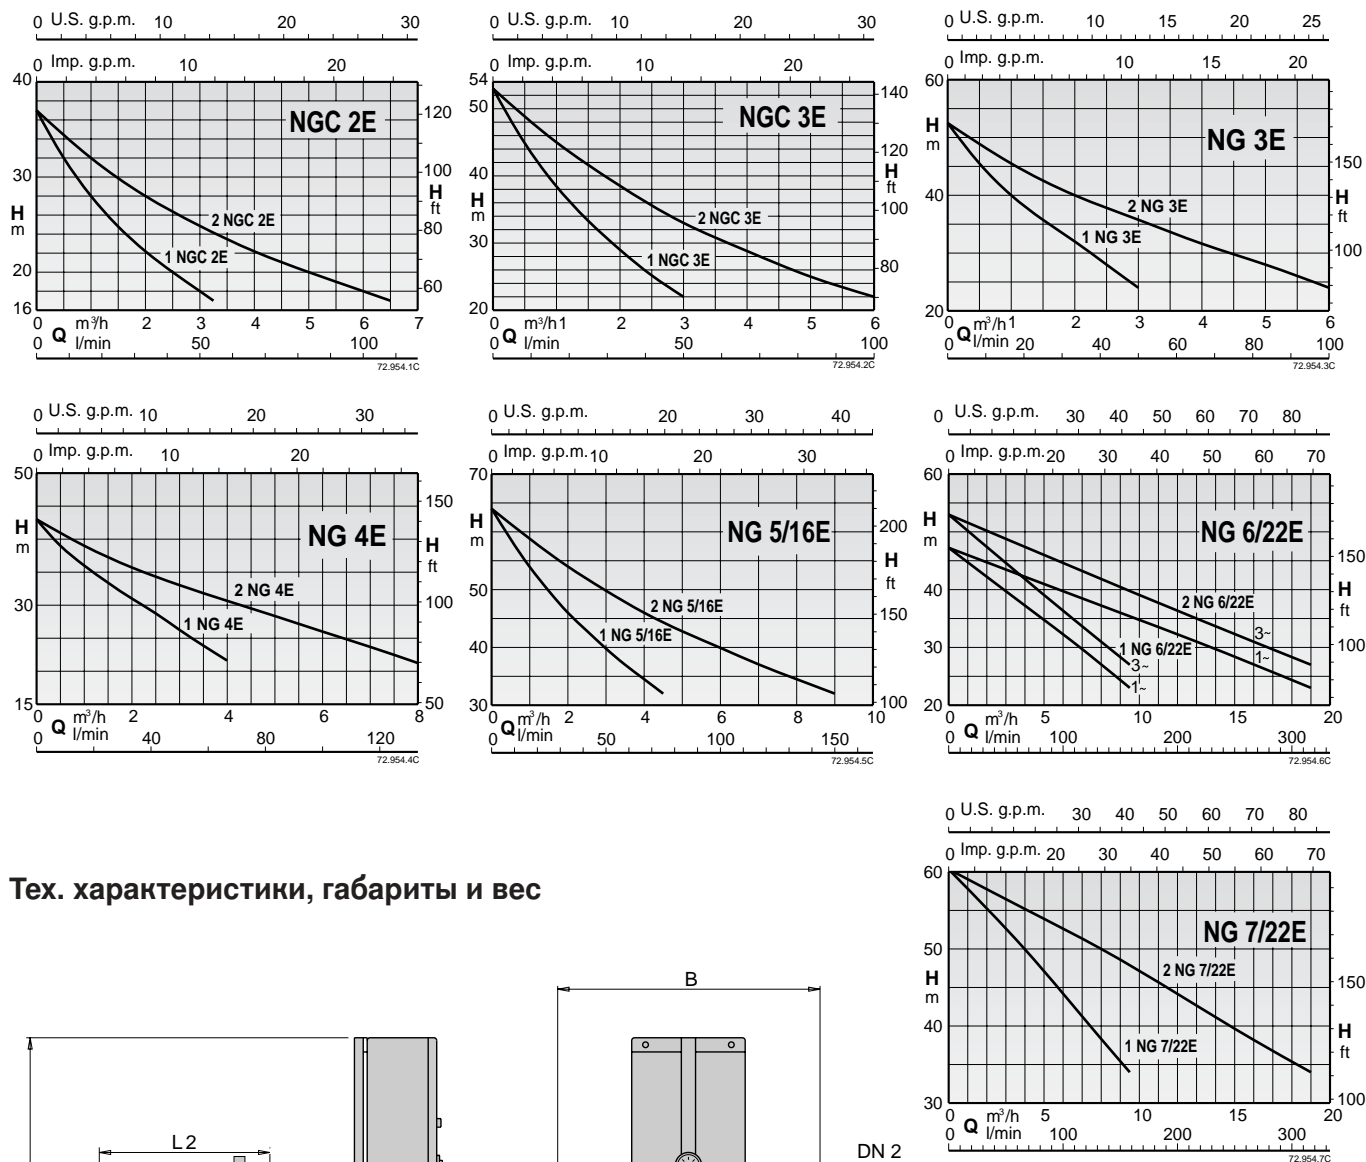 0 U.S. g.p.m. 10 20 30
0 Imp. g.p.m. 10 20
40 30 20 16
H m
NGC 2E
2 NGC 2E
1 NGC 2E
120 100 80 60
H ft
0 Q m³/h 2 3 4 5 6 7
0 l/min 50 100
72.954.1C
0 U.S. g.p.m. 10 20 30
0 Imp. g.p.m. 10 20
54 50 40 30 20
H m
NGC 3E
2 NGC 3E
1 NGC 3E
140 120 100 80
H ft
0 Q m³/h 1 2 3 4 5 6
0 l/min 50 100
72.954.2C
0 U.S. g.p.m. 10 15 20 25
0 Imp. g.p.m. 10 15 20
60 40 20
H m
NG 3E
2 NG 3E
1 NG 3E
150 100
H ft
0 Q m³/h 1 2 3 4 5 6
0 l/min 20 40 60 80 100
72.954.3C
0 U.S. g.p.m. 10 20 30
0 Imp. g.p.m. 10 20
50 30 15
H m
NG 4E
2 NG 4E
1 NG 4E
150 100 50
H ft
0 Q m³/h 2 4 6 8
0 l/min 40 80 120
72.954.4C
0 U.S. g.p.m. 20 30 40
0 Imp. g.p.m. 10 20 30
70 50 40 30
H m
NG 5/16E
2 NG 5/16E
1 NG 5/16E
200 150 100
H ft
0 Q m³/h 2 4 6 8 10
0 l/min 50 100 150
72.954.5C
0 U.S. g.p.m. 30 40 50 60 70 80
0 Imp. g.p.m. 20 30 40 50 60 70
60 40 30 20
H m
NG 6/22E
2 NG 6/22E
3~
1~
1 NG 6/22E
3~
1~
150 100
H ft
0 Q m³/h 5 10 15 20
0 l/min 100 200 300
72.954.6C
0 U.S. g.p.m. 30 40 50 60 70 80
0 Imp. g.p.m. 20 30 40 50 60 70
60 50 40 30
H m
NG 7/22E
2 NG 7/22E
1 NG 7/22E
150 100
H ft
0 Q m³/h 5 10 15 20
0 l/min 100 200 300
72.954.7C
Тех. характеристики, габариты и вес
B
L2
DN 2